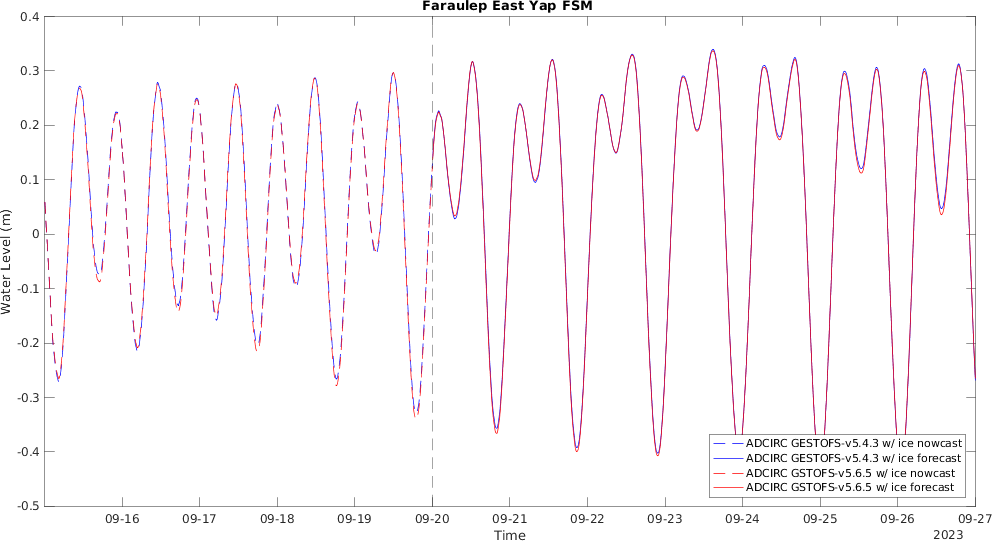 Faraulep East Yap FSM
Water Level (m)
0.4
0.3
0.2
0.1
0
-0.1
-0.2
-0.3
-0.4
-0.5
ADCIRC GESTOFS-v5.4.3 w/ ice nowcast
ADCIRC GESTOFS-v5.4.3 w/ ice forecast
ADCIRC GSTOFS-v5.6.5 w/ ice nowcast
ADCIRC GSTOFS-v5.6.5 w/ ice forecast
09-16 09-17 09-18 09-19 09-20 09-21 09-22 09-23 09-24 09-25 09-26 09-27
Time
2023